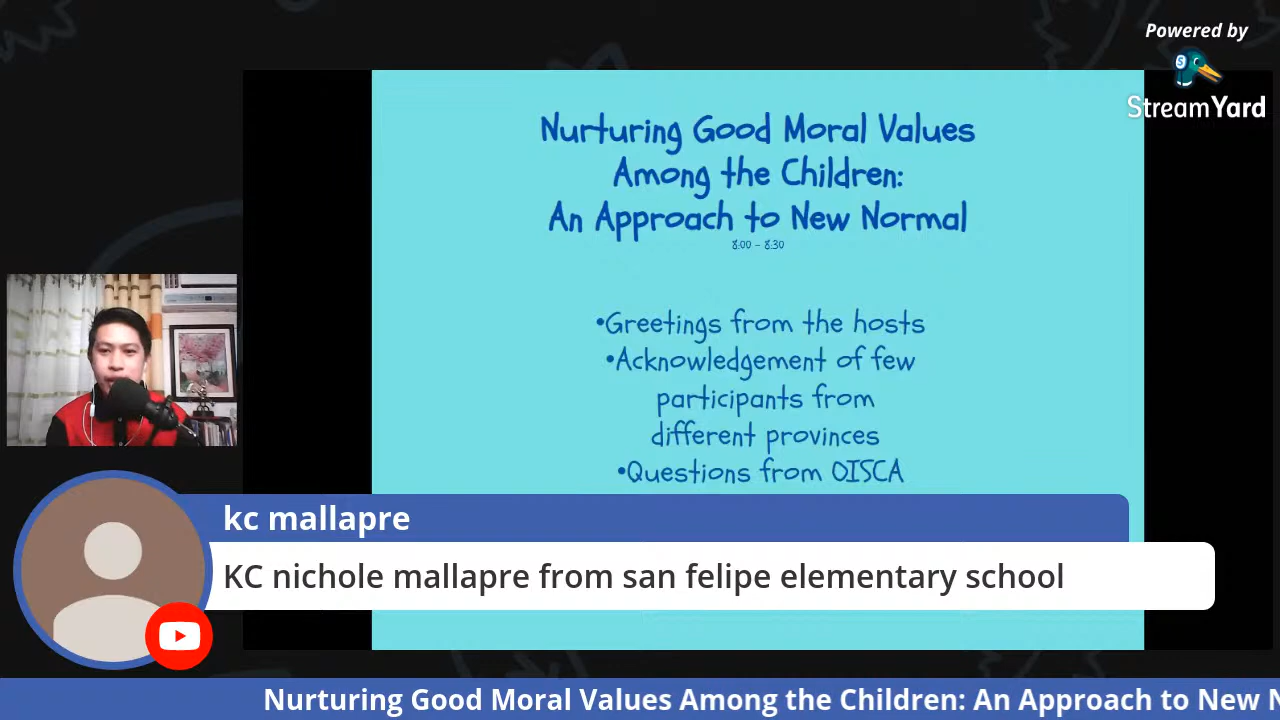 Powered by
StreamYard
Nurturing Good Moral Values
Among the Children:
An Approach to New Normal
8:00 - 8:30
•Greetings from the hosts
•Acknowledgement of few
participants from
different provinces
•Questions from OISCA
kc mallapre
KC nichole mallapre from san felipe elementary school
Nurturing Good Moral Values Among the Children: An Approach to New N